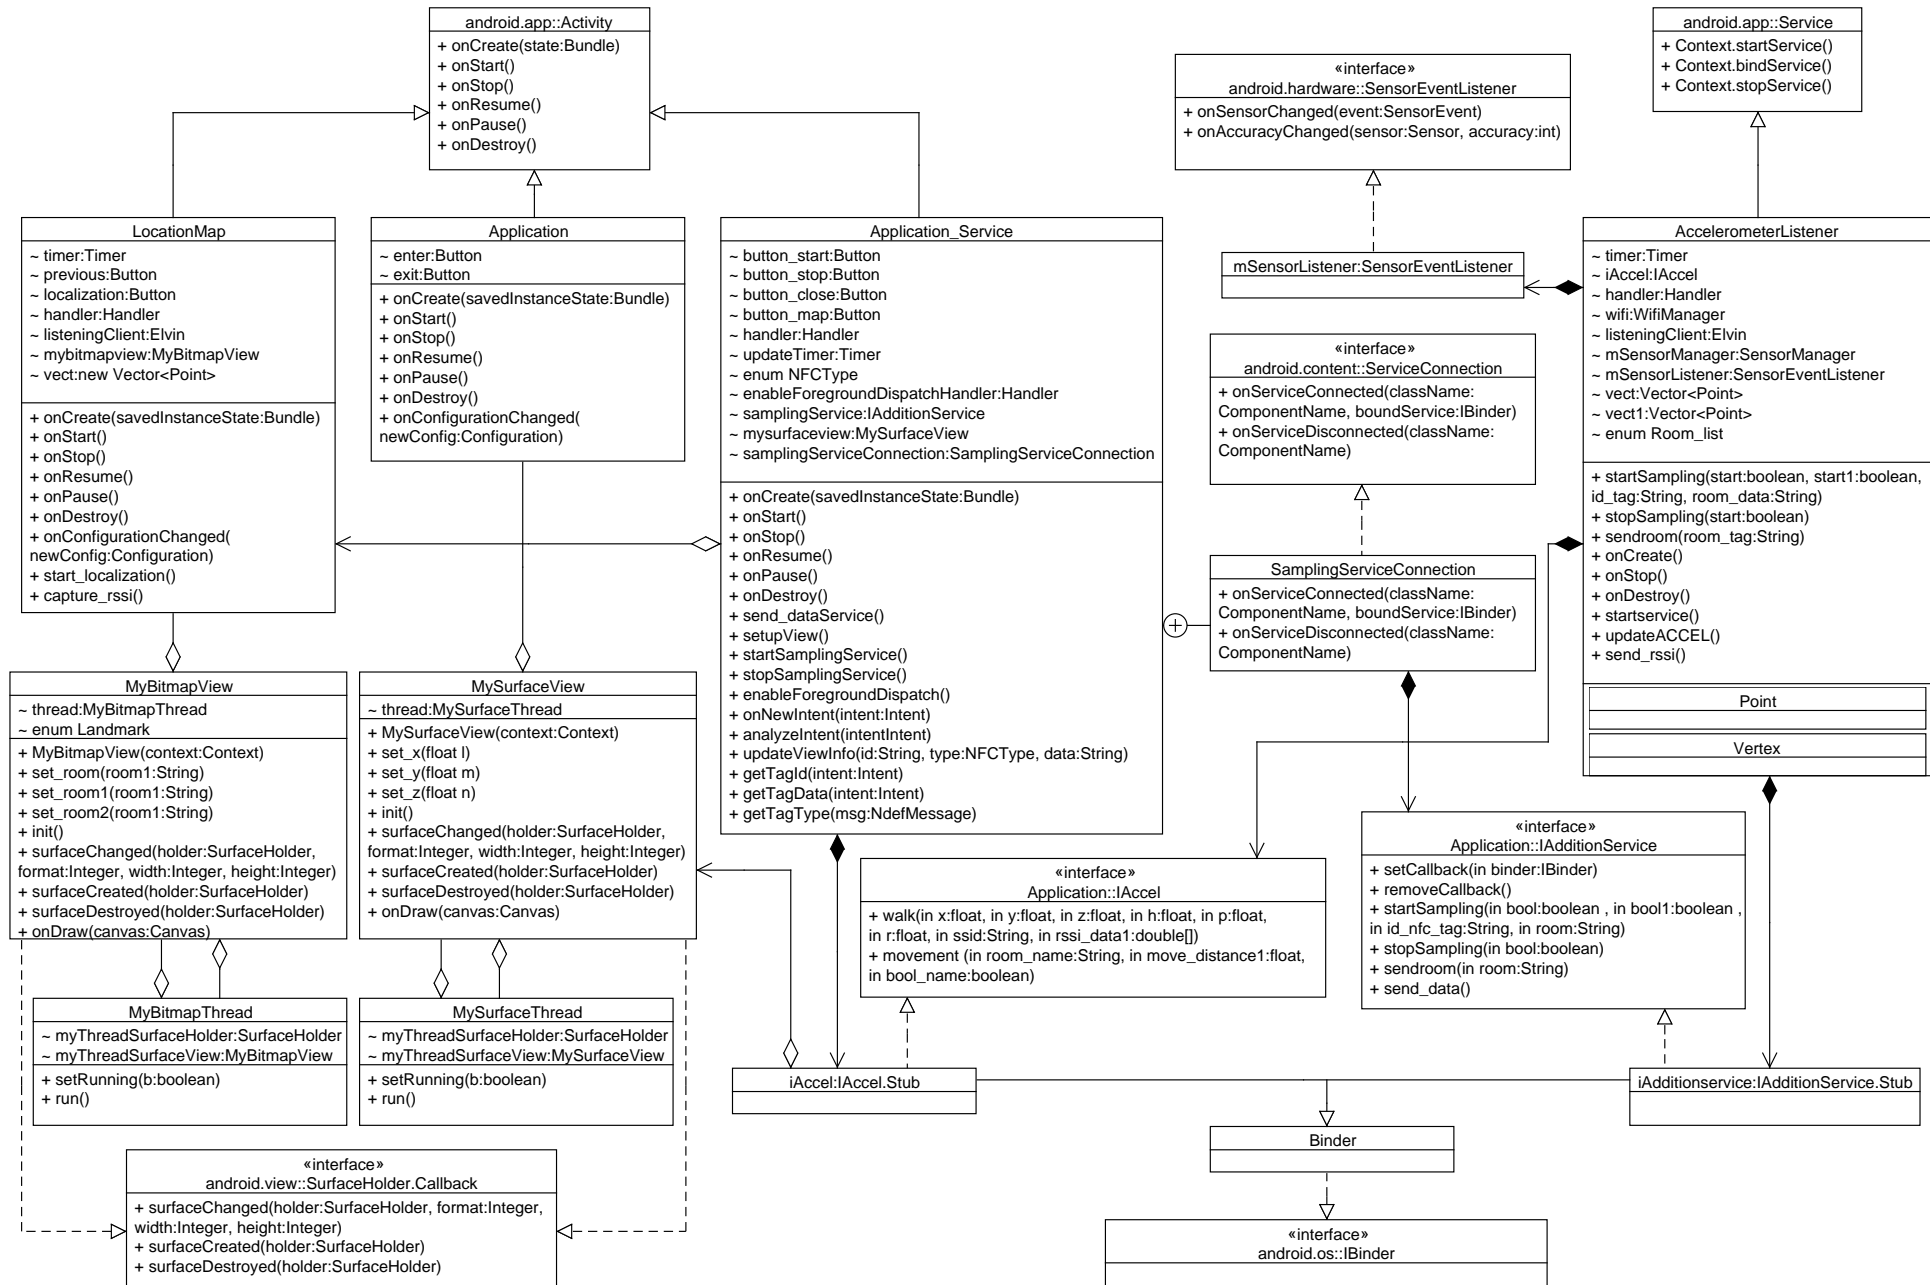 android.app::Activity
+ onCreate(state:Bundle)
+ onStart()
+ onStop()
+ onResume()
+ onPause()
+ onDestroy()
«interface»
android.hardware::SensorEventListener
+ onSensorChanged(event:SensorEvent)
+ onAccuracyChanged(sensor:Sensor, accuracy:int)
android.app::Service
+ Context.startService()
+ Context.bindService()
+ Context.stopService()
LocationMap
~ timer:Timer
~ previous:Button
~ localization:Button
~ handler:Handler
~ listeningClient:Elvin
~ mybitmapview:MyBitmapView
~ vect:new Vector<Point>
+ onCreate(savedInstanceState:Bundle)
+ onStart()
+ onStop()
+ onResume()
+ onPause()
+ onDestroy()
+ onConfigurationChanged(
newConfig:Configuration)
+ start_localization()
+ capture_rssi()
Application
~ enter:Button
~ exit:Button
+ onCreate(savedInstanceState:Bundle)
+ onStart()
+ onStop()
+ onResume()
+ onPause()
+ onDestroy()
+ onConfigurationChanged(
newConfig:Configuration)
Application_Service
~ button_start:Button
~ button_stop:Button
~ button_close:Button
~ button_map:Button
~ handler:Handler
~ updateTimer:Timer
~ enum NFCType
~ enableForegroundDispatchHandler:Handler
~ samplingService:IAdditionService
~ mysurfaceview:MySurfaceView
~ samplingServiceConnection:SamplingServiceConnection
+ onCreate(savedInstanceState:Bundle)
+ onStart()
+ onStop()
+ onResume()
+ onPause()
+ onDestroy()
+ send_dataService()
+ setupView()
+ startSamplingService()
+ stopSamplingService()
+ enableForegroundDispatch()
+ onNewIntent(intent:Intent)
+ analyzeIntent(intentIntent)
+ updateViewInfo(id:String, type:NFCType, data:String)
+ getTagId(intent:Intent)
+ getTagData(intent:Intent)
+ getTagType(msg:NdefMessage)
mSensorListener:SensorEventListener
«interface»
android.content::ServiceConnection
+ onServiceConnected(className:
ComponentName, boundService:IBinder)
+ onServiceDisconnected(className:
ComponentName)
SamplingServiceConnection
+ onServiceConnected(className:
ComponentName, boundService:IBinder)
+ onServiceDisconnected(className:
ComponentName)
AccelerometerListener
~ timer:Timer
~ iAccel:IAccel
~ handler:Handler
~ wifi:WifiManager
~ listeningClient:Elvin
~ mSensorManager:SensorManager
~ mSensorListener:SensorEventListener
~ vect:Vector<Point>
~ vect1:Vector<Point>
~ enum Room_list
+ startSampling(start:boolean, start1:boolean,
id_tag:String, room_data:String)
+ stopSampling(start:boolean)
+ sendroom(room_tag:String)
+ onCreate()
+ onStop()
+ onDestroy()
+ startservice()
+ updateACCEL()
+ send_rssi()
Point
Vertex
MyBitmapView
~ thread:MyBitmapThread
~ enum Landmark
+ MyBitmapView(context:Context)
+ set_room(room1:String)
+ set_room1(room1:String)
+ set_room2(room1:String)
+ init()
+ surfaceChanged(holder:SurfaceHolder,
format:Integer, width:Integer, height:Integer)
+ surfaceCreated(holder:SurfaceHolder)
+ surfaceDestroyed(holder:SurfaceHolder)
+ onDraw(canvas:Canvas)
MySurfaceView
~ thread:MySurfaceThread
+ MySurfaceView(context:Context)
+ set_x(float l)
+ set_y(float m)
+ set_z(float n)
+ init()
+ surfaceChanged(holder:SurfaceHolder,
format:Integer, width:Integer, height:Integer)
+ surfaceCreated(holder:SurfaceHolder)
+ surfaceDestroyed(holder:SurfaceHolder)
+ onDraw(canvas:Canvas)
«interface»
Application::IAccel
+ walk(in x:float, in y:float, in z:float, in h:float, in p:float,
in r:float, in ssid:String, in rssi_data1:double[])
+ movement (in room_name:String, in move_distance1:float,
in bool_name:boolean)
«interface»
Application::IAdditionService
+ setCallback(in binder:IBinder)
+ removeCallback()
+ startSampling(in bool:boolean , in bool1:boolean ,
in id_nfc_tag:String, in room:String)
+ stopSampling(in bool:boolean)
+ sendroom(in room:String)
+ send_data()
MyBitmapThread
~ myThreadSurfaceHolder:SurfaceHolder
~ myThreadSurfaceView:MyBitmapView
+ setRunning(b:boolean)
+ run()
MySurfaceThread
~ myThreadSurfaceHolder:SurfaceHolder
~ myThreadSurfaceView:MySurfaceView
+ setRunning(b:boolean)
+ run()
iAccel:IAccel.Stub
iAdditionservice:IAdditionService.Stub
Binder
«interface»
android.view::SurfaceHolder.Callback
+ surfaceChanged(holder:SurfaceHolder, format:Integer,
width:Integer, height:Integer)
+ surfaceCreated(holder:SurfaceHolder)
+ surfaceDestroyed(holder:SurfaceHolder)
«interface»
android.os::IBinder